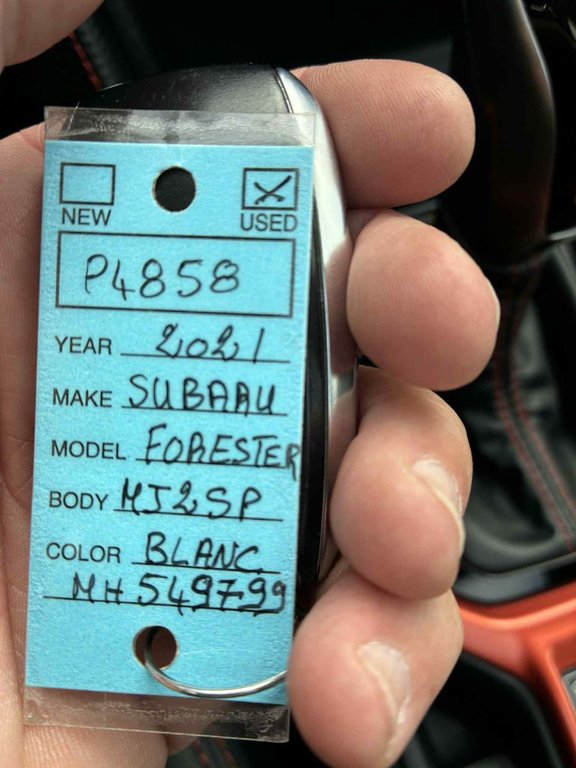 NEW USED
P4858
YEAR 2021
MAKE SUBARU
MODEL FORESTER
BODY MJ2SP
COLOR BLANC
MH549799